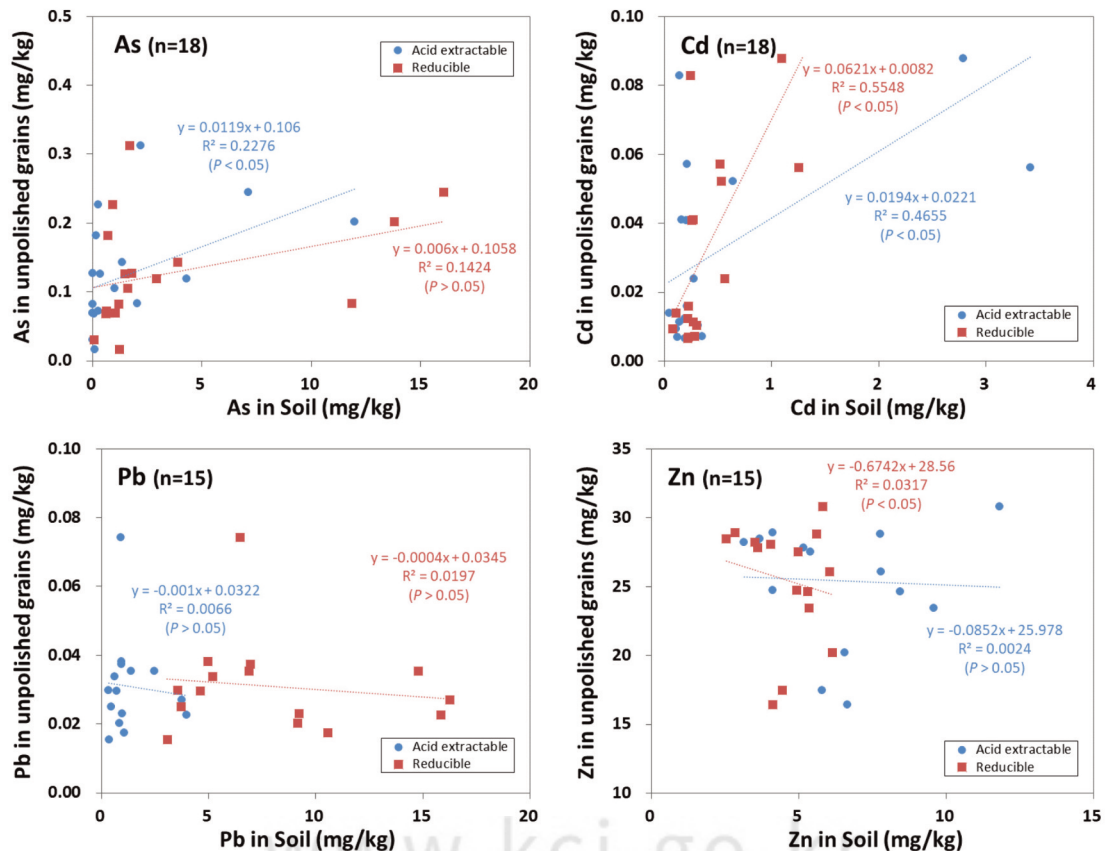 As (n=18)
Acid extractable
Reducible
y = 0.0119x + 0.106
R² = 0.2276
(P < 0.05)
y = 0.006x + 0.1058
R² = 0.1424
(P > 0.05)
0.5
0.4
0.3
0.2
0.1
0.0
0
5
10
15
20
As in unpolished grains (mg/kg)
As in Soil (mg/kg)
Cd (n=18)
y = 0.0621x + 0.0082
R² = 0.5548
(P < 0.05)
y = 0.0194x + 0.0221
R² = 0.4655
(P < 0.05)
Acid extractable
Reducible
0.10
0.08
0.06
0.04
0.02
0.00
0
1
2
3
4
Cd in unpolished grains (mg/kg)
Cd in Soil (mg/kg)
Pb (n=15)
y = -0.0004x + 0.0345
R² = 0.0197
(P > 0.05)
y = -0.001x + 0.0322
R² = 0.0066
(P > 0.05)
Acid extractable
Reducible
0.10
0.08
0.06
0.04
0.02
0.00
0
5
10
15
20
Pb in unpolished grains (mg/kg)
Pb in Soil (mg/kg)
Zn (n=15)
y = -0.6742x + 28.56
R² = 0.0317
(P < 0.05)
y = -0.0852x + 25.978
R² = 0.0024
(P > 0.05)
Acid extractable
Reducible
35
30
25
20
15
10
0
5
10
15
Zn in unpolished grains (mg/kg)
Zn in Soil (mg/kg)